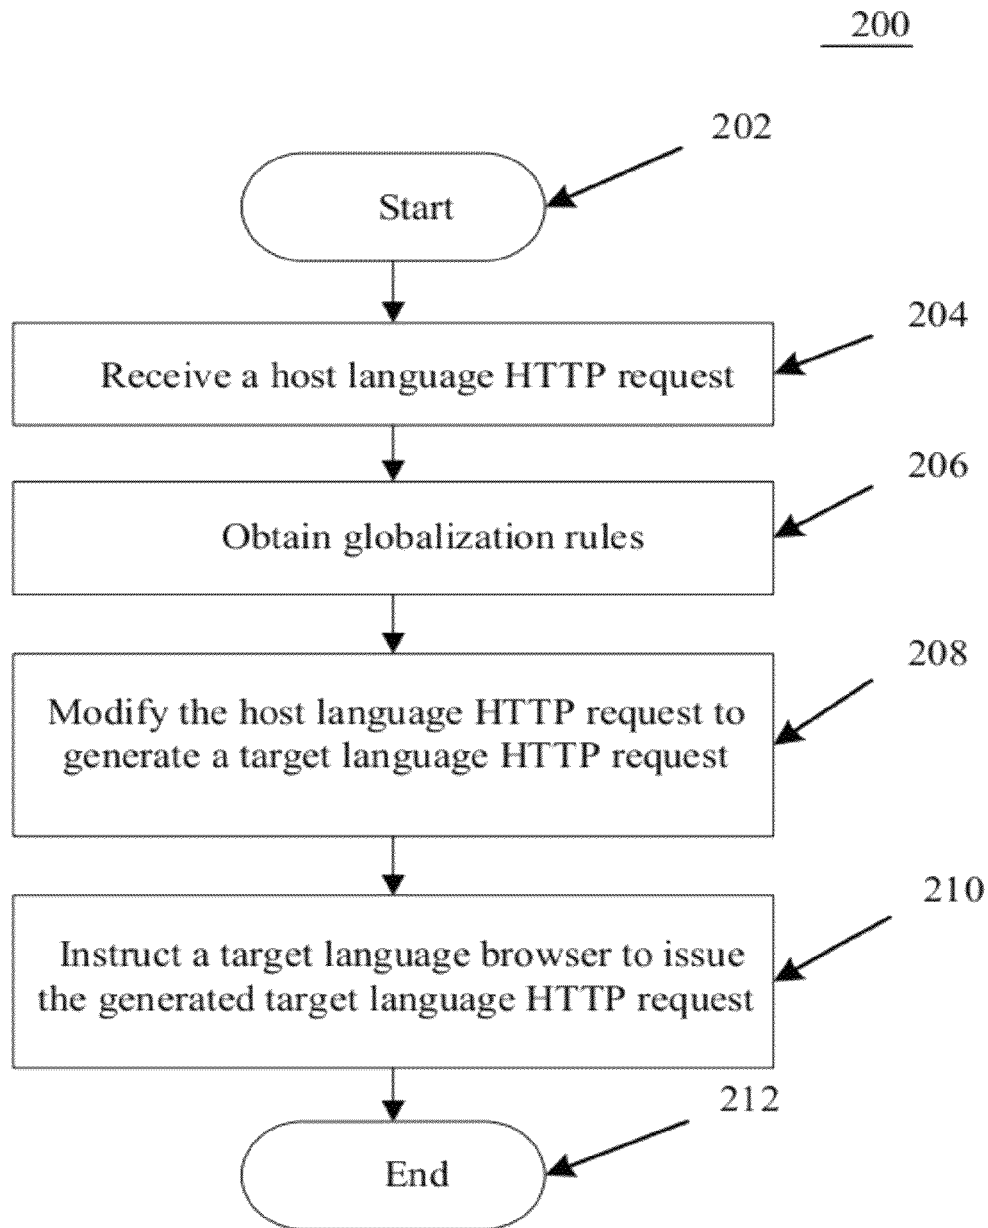 200
202
Start
204
Receive a host language HTTP request
206
Obtain globalization rules
208
Modify the host language HTTP request to
generate a target language HTTP request
210
Instruct a target language browser to issue
the generated target language HTTP request
212
End